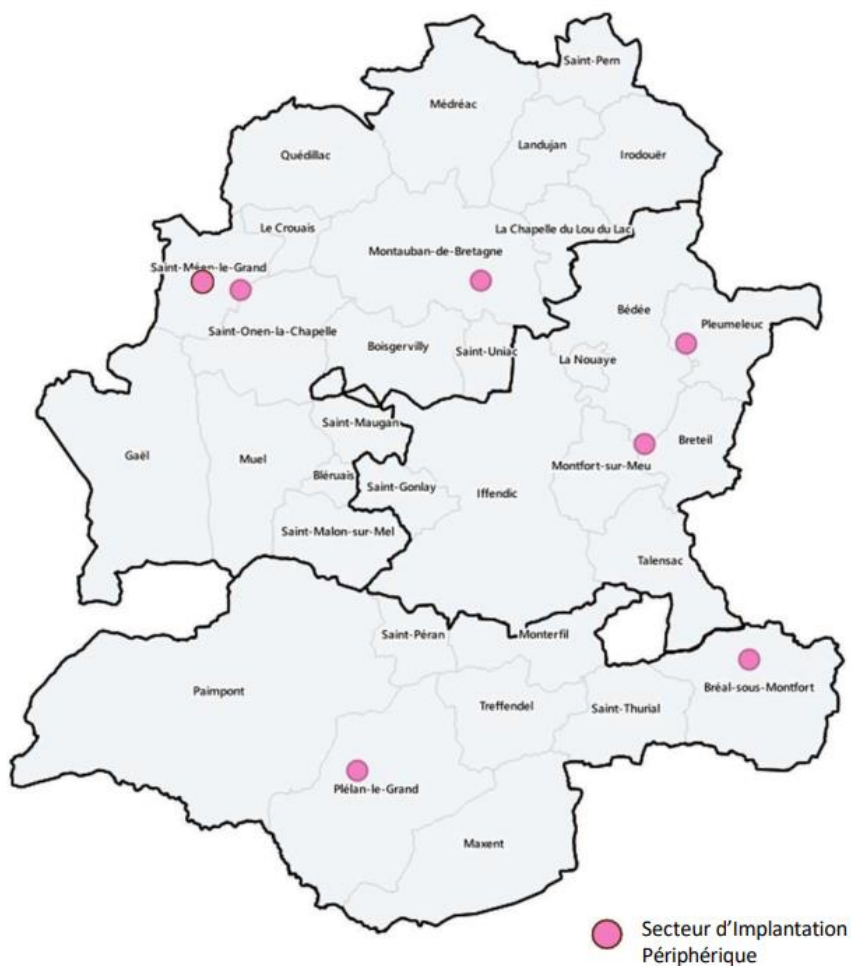 Saint-Pern
Médréac
Landujan
Irodouër
Quédillac
Le Crouais
La Chapelle du Lou du Lac
Montauban-de-Bretagne
Saint-Méen-le-Grand
Bédée
Pleumeleuc
Saint-Onen-la-Chapelle
Boisgervilly
Saint-Uniac
La Nouaye
Saint-Maugan
Breteil
Gaël
Muel
Montfort-sur-Meu
Bléruais
Saint-Gonlay
Iffendic
Saint-Malon-sur-Mel
Talensac
Saint-Péran
Monterfil
Paimpont
Bréal-sous-Montfort
Treffendel
Saint-Thurial
Plélan-le-Grand
Maxent
Secteur d’Implantation
Périphérique